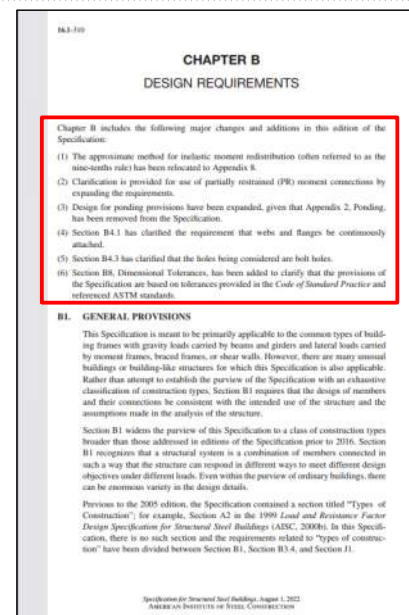 16.1-310
CHAPTER B
DESIGN REQUIREMENTS
Chapter B includes the following major changes and additions in this edition of the
Specification:
(1) The approximate method for inelastic moment redistribution (often referred to as the
nine-tenths rule) has been relocated to Appendix 8.
(2) Clarification is provided for use of partially restrained (PR) moment connections by
expanding the requirements.
(3) Design for ponding provisions have been expanded, given that Appendix 2, Ponding,
has been removed from the Specification.
(4) Section B4.1 has clarified the requirement that webs and flanges be continuously
attached.
(5) Section B4.3 has clarified that the holes being considered are bolt holes.
(6) Section B8, Dimensional Tolerances, has been added to clarify that the provisions of
the Specification are based on tolerances provided in the Code of Standard Practice and
referenced ASTM standards.
B1. GENERAL PROVISIONS
This Specification is meant to be primarily applicable to the common types of build-
ing frames with gravity loads carried by beams and girders and lateral loads carried
by moment frames, braced frames, or shear walls. However, there are many unusual
buildings or building-like structures for which this Specification is also applicable.
Rather than attempt to establish the purview of the Specification with an exhaustive
classification of construction types, Section B1 requires that the design of members
and their connections be consistent with the intended use of the structure and the
assumptions made in the analysis of the structure.
Section B1 widens the purview of this Specification to a class of construction types
broader than those addressed in editions of the Specification prior to 2016. Section
B1 recognizes that a structural system is a combination of members connected in
such a way that the structure can respond in different ways to meet different design
objectives under different loads. Even within the purview of ordinary buildings, there
can be enormous variety in the design details.
Previous to the 2005 edition, the Specification contained a section titled "Types of
Construction"; for example, Section A2 in the 1999 Load and Resistance Factor
Design Specification for Structural Steel Buildings (AISC, 2000b). In this Specifi-
cation, there is no such section and the requirements related to "types of construc-
tion" have been divided between Section B1, Section B3.4, and Section J1.
Specification for Structural Steel Buildings, August 1, 2022
AMERICAN INSTITUTE OF STEEL CONSTRUCTION